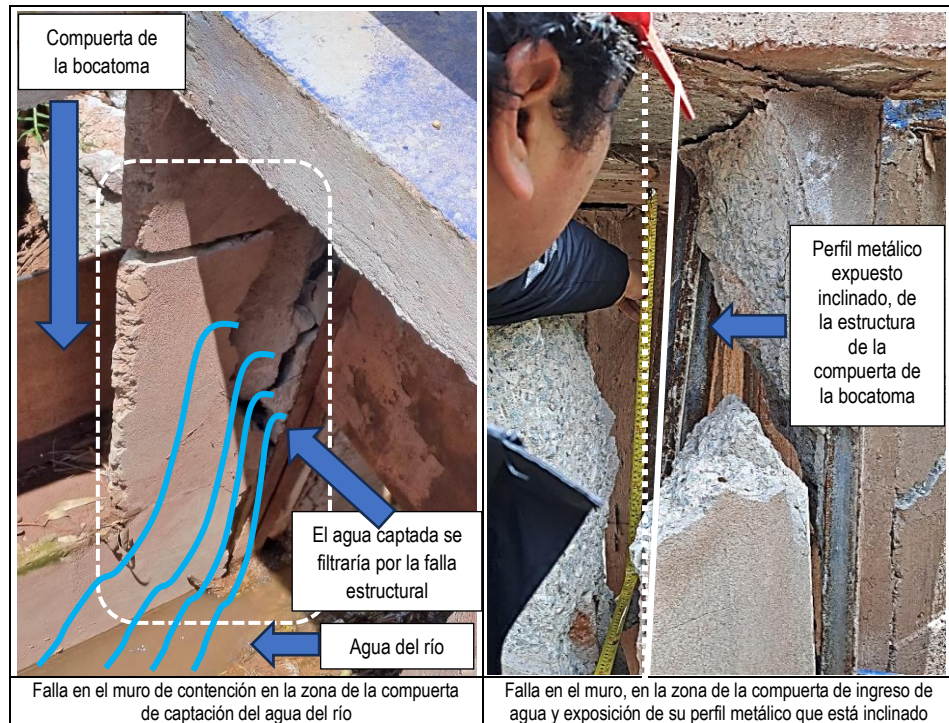 Compuerta de
la bocatoma
El agua captada se
filtraría por la falla
estructural
Agua del río
Falla en el muro de contención en la zona de la compuerta
de captación del agua del río
Perfil metálico
expuesto
inclinado, de
la estructura
de la
compuerta de
la bocatoma
Falla en el muro, en la zona de la compuerta de ingreso de
agua y exposición de su perfil metálico que está inclinado